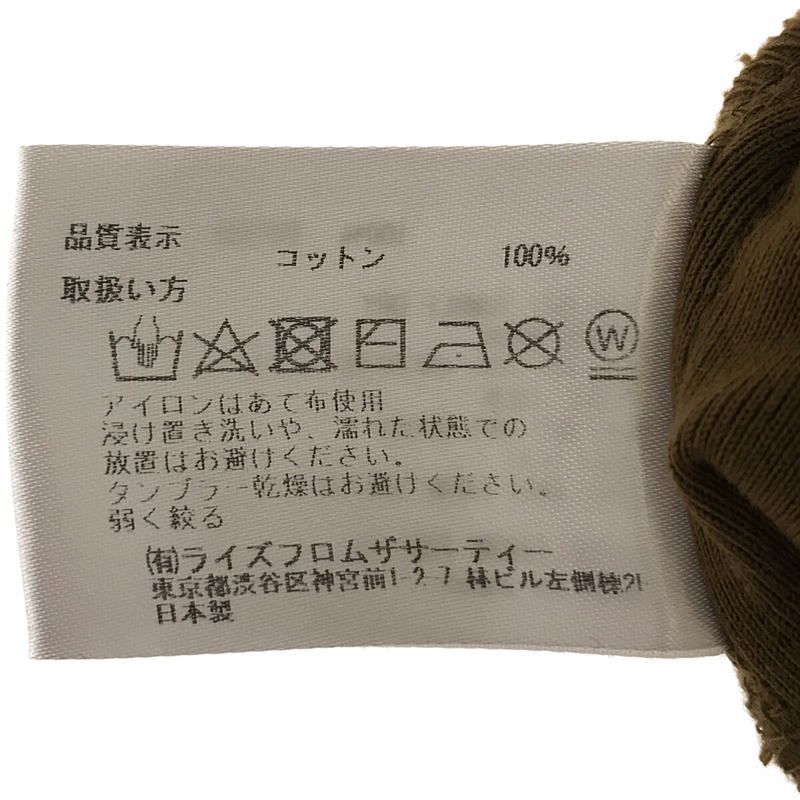 品質表示
コットン 100%
取扱い方
W
アイロンはあて布使用
浸け置き洗いや、濡れた状態での
放置はお避けください。
タンブラー乾燥はお避けください。
弱く絞る
(有)ライズフロムザサーティー
東京都渋谷区神宮前1-2-7 林ビル左側棟2F
日本製